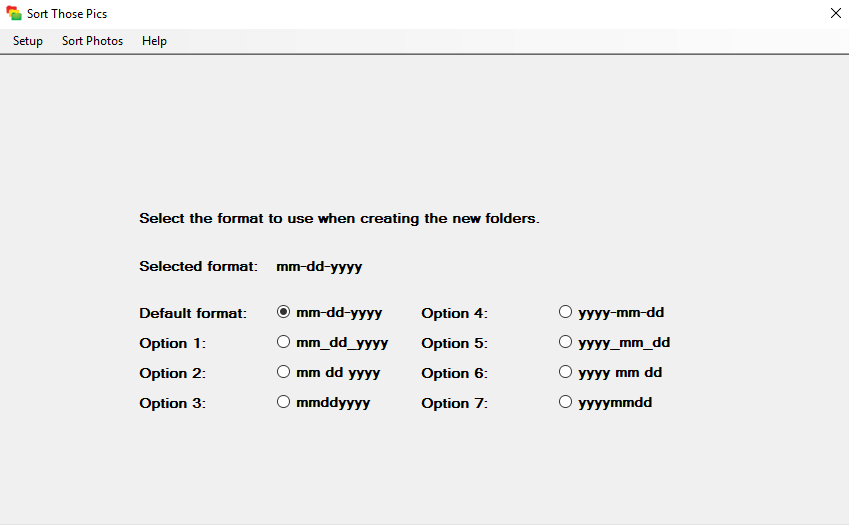 Sort Those Pics
Setup Sort Photos Help
Select the format to use when creating the new folders.
Selected format: mm-dd-yyyy
Default format: mm-dd-yyyy Option 4: yyyy-mm-dd
Option 1: mm_dd_yyyy Option 5: yyyy_mm_dd
Option 2: mm dd yyyy Option 6: yyyy mm dd
Option 3: mmddyyyy Option 7: yyyymmdd